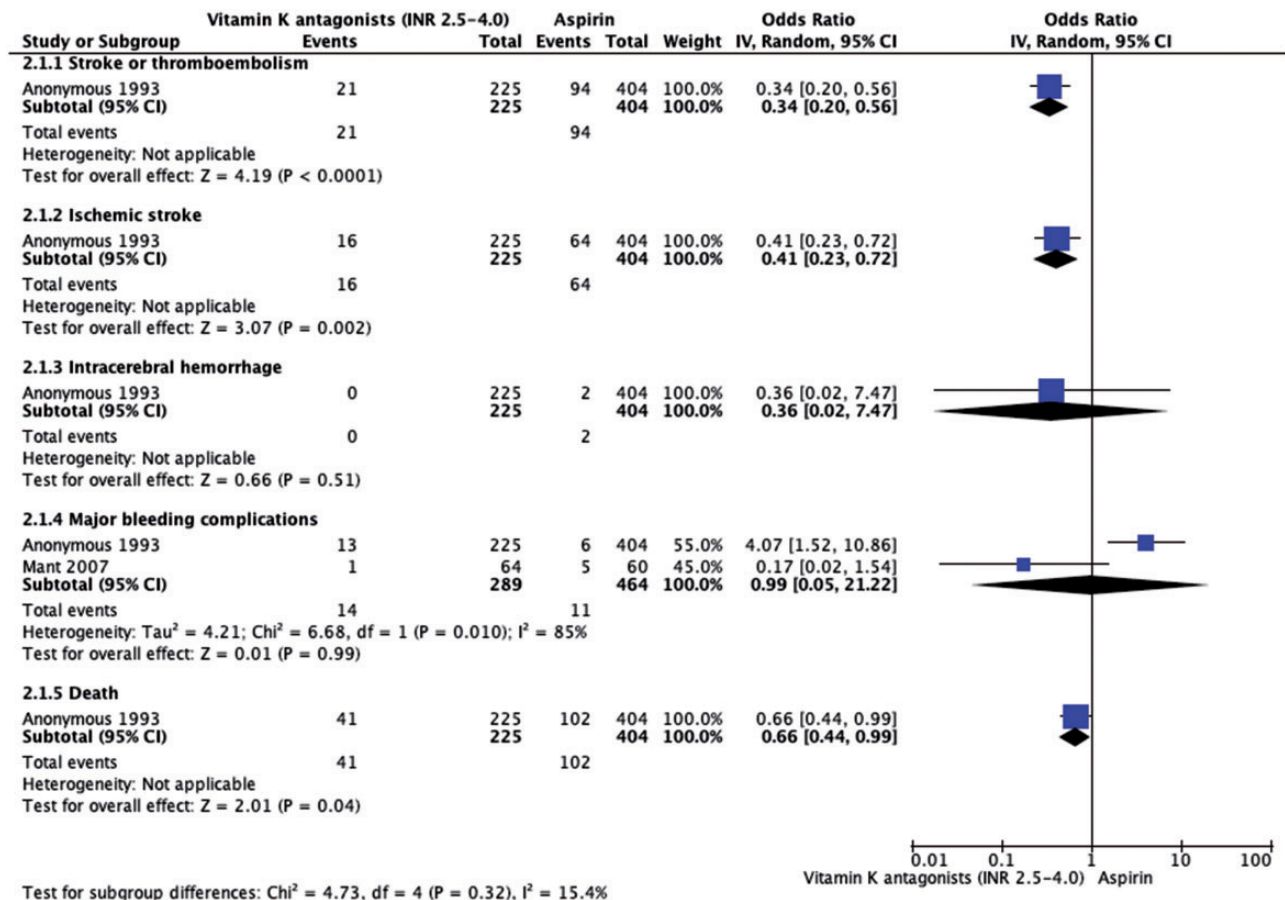 Vitamin K antagonists (INR 2.5–4.0) Aspirin Odds Ratio Odds Ratio
Study or Subgroup Events Total Events Total Weight IV, Random, 95% CI IV, Random, 95% CI
2.1.1 Stroke or thromboembolism
Anonymous 1993 21 225 94 404 100.0% 0.34 [0.20, 0.56]
Subtotal (95% CI) 225 404 100.0% 0.34 [0.20, 0.56]
Total events 21 94
Heterogeneity: Not applicable
Test for overall effect: Z = 4.19 (P < 0.0001)
2.1.2 Ischemic stroke
Anonymous 1993 16 225 64 404 100.0% 0.41 [0.23, 0.72]
Subtotal (95% CI) 225 404 100.0% 0.41 [0.23, 0.72]
Total events 16 64
Heterogeneity: Not applicable
Test for overall effect: Z = 3.07 (P = 0.002)
2.1.3 Intracerebral hemorrhage
Anonymous 1993 0 225 2 404 100.0% 0.36 [0.02, 7.47]
Subtotal (95% CI) 225 404 100.0% 0.36 [0.02, 7.47]
Total events 0 2
Heterogeneity: Not applicable
Test for overall effect: Z = 0.66 (P = 0.51)
2.1.4 Major bleeding complications
Anonymous 1993 13 225 6 404 55.0% 4.07 [1.52, 10.86]
Mant 2007 1 64 5 60 45.0% 0.17 [0.02, 1.54]
Subtotal (95% CI) 289 464 100.0% 0.99 [0.05, 21.22]
Total events 14 11
Heterogeneity: Tau² = 4.21; Chi² = 6.68, df = 1 (P = 0.010); I² = 85%
Test for overall effect: Z = 0.01 (P = 0.99)
2.1.5 Death
Anonymous 1993 41 225 102 404 100.0% 0.66 [0.44, 0.99]
Subtotal (95% CI) 225 404 100.0% 0.66 [0.44, 0.99]
Total events 41 102
Heterogeneity: Not applicable
Test for overall effect: Z = 2.01 (P = 0.04)
0.01 0.1 1 10 100
Vitamin K antagonists (INR 2.5–4.0) Aspirin
Test for subgroup differences: Chi² = 4.73, df = 4 (P = 0.32), I² = 15.4%